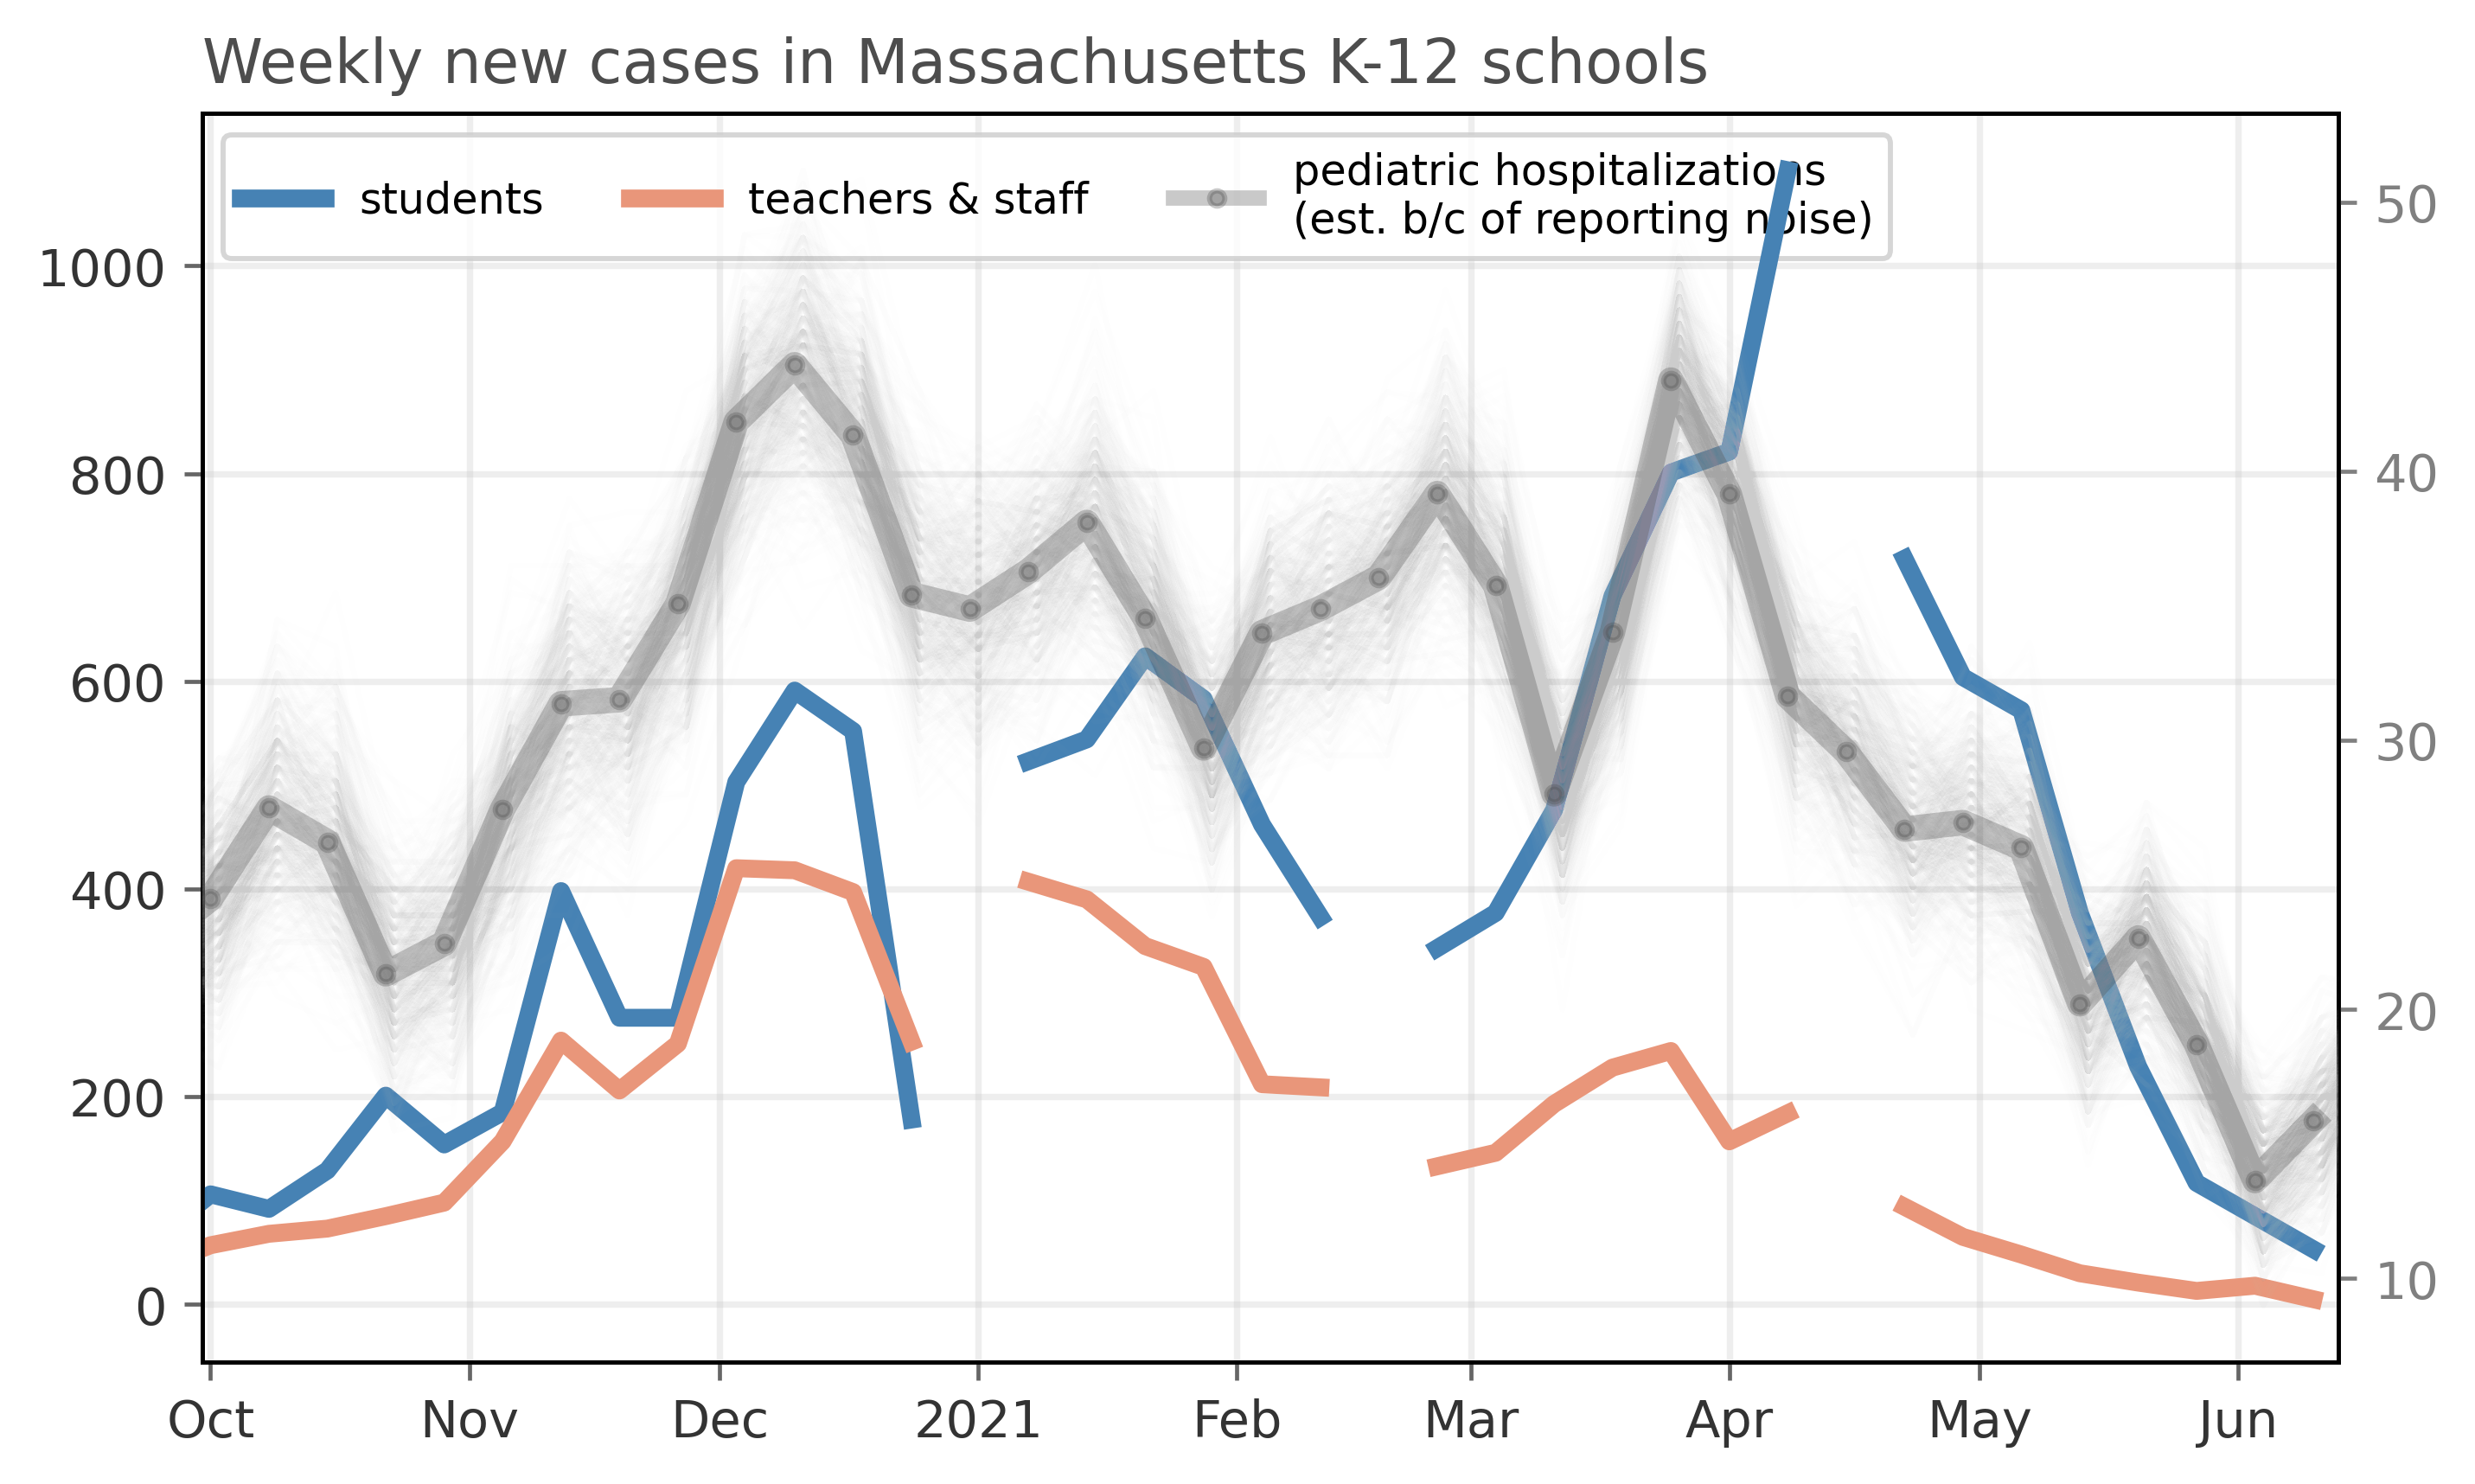 Weekly new cases in Massachusetts K-12 schools
students
teachers & staff
pediatric hospitalizations
(est. b/c of reporting noise)
1000
800
600
400
200
0
50
40
30
20
10
Oct Nov Dec 2021 Feb Mar Apr May Jun